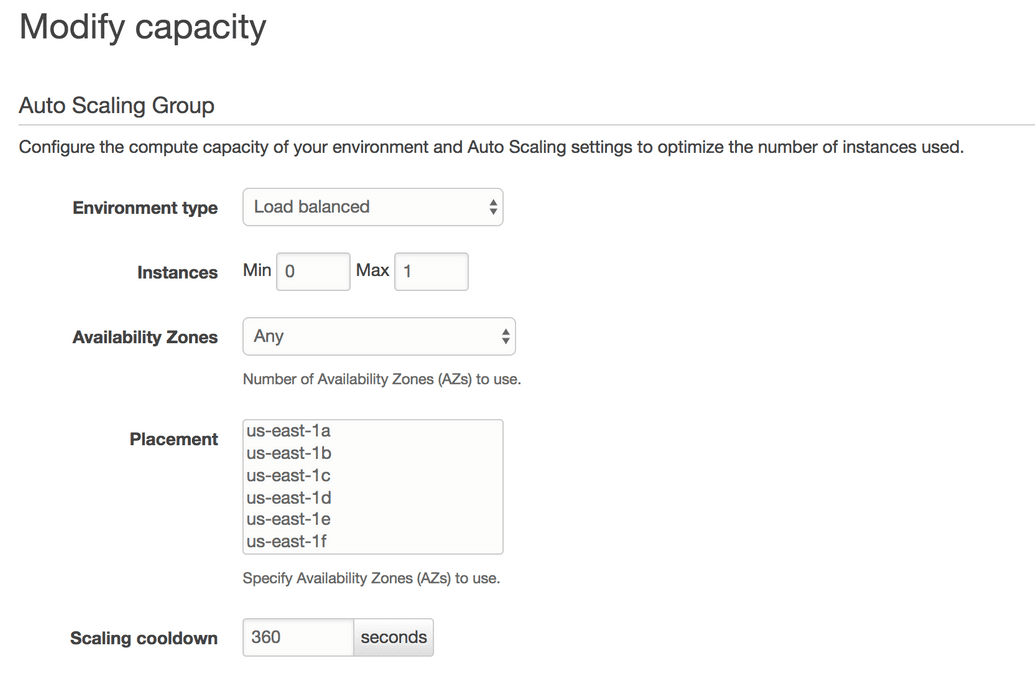 Modify capacity
Auto Scaling Group
Configure the compute capacity of your environment and Auto Scaling settings to optimize the number of instances used.
Environment type Load balanced
Instances Min 0 Max 1
Availability Zones Any
Number of Availability Zones (AZs) to use.
Placement
us-east-1a
us-east-1b
us-east-1c
us-east-1d
us-east-1e
us-east-1f
Specify Availability Zones (AZs) to use.
Scaling cooldown 360 seconds